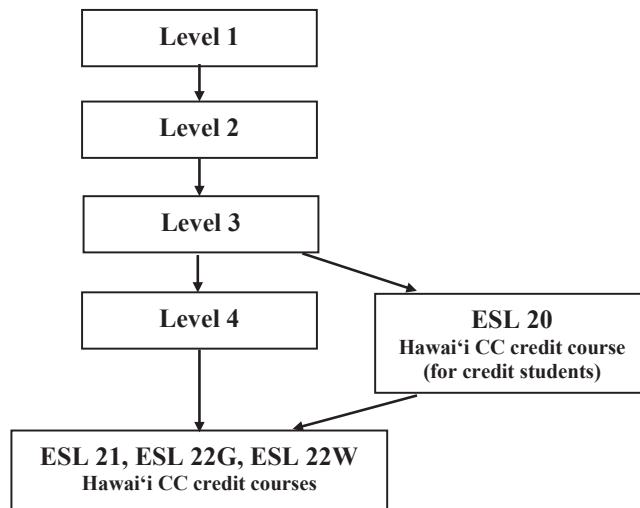 Level 1
Level 2
Level 3
Level 4
ESL 20
Hawai‘i CC credit course
(for credit students)
ESL 21, ESL 22G, ESL 22W
Hawai‘i CC credit courses